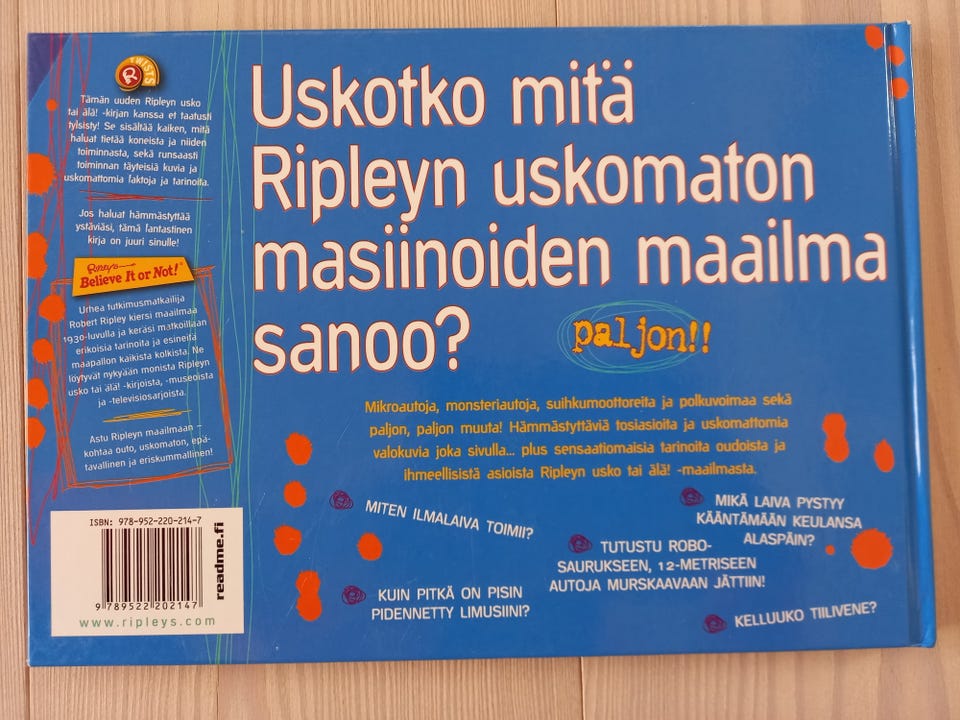 R TWISTS
Tämän uuden Ripleyn usko
tai älä! -kirjan kanssa et taatusti
tylsisty! Se sisältää kaiken, mitä
haluat tietää koneista ja niiden
toiminnasta, sekä runsaasti
toiminnan täyteisiä kuvia ja
uskomattomia faktoja ja tarinoita.
Jos haluat hämmästyttää
ystäviäsi, tämä fantastinen
kirja on juuri sinulle!
Ripley's
Believe It or Not!®
Urhea tutkimusmatkailija
Robert Ripley kiersi maailmaa
1930-luvulla ja keräsi matkoillaan
erikoisia tarinoita ja esineitä
maapallon kaikista kolkista. Ne
löytyvät nykyään monista Ripleyn
usko tai älä! -kirjoista, -museoista
ja -televisiosarjoista.
Astu Ripleyn maailmaan –
kohtaa outo, uskomaton, epä-
tavallinen ja eriskummallinen!
ISBN: 978-952-220-214-7
9 789522 202147
readme.fi
www.ripleys.com
Uskotko mitä
Ripleyn uskomaton
masiinoiden maailma
sanoo?
paljon!!
Mikroautoja, monsteriautoja, suihkumoottoreita ja polkuvoimaa sekä
paljon, paljon muuta! Hämmästyttäviä tosiasioita ja uskomattomia
valokuvia joka sivulla... plus sensaatiomaisia tarinoita oudoista ja
ihmeellisistä asioista Ripleyn usko tai älä! -maailmasta.
MITEN ILMALAIVA TOIMII?
MIKÄ LAIVA PYSTYY
KÄÄNTÄMÄÄN KEULANSA
ALASPÄIN?
TUTUSTU ROBO-
SAURUKSEEN, 12-METRISEEN
AUTOJA MURSKAAVAAN JÄTTIIN!
KUIN PITKÄ ON PISIN
PIDENNETTY LIMUSIINI?
KELLUUKO TIILIVENE?